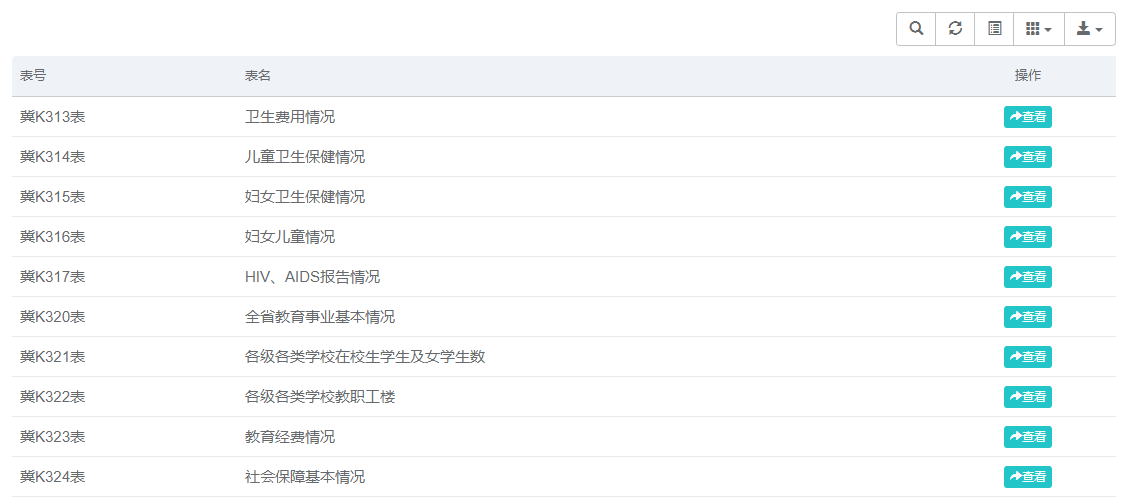 表号 表名 操作
冀K313表 卫生费用情况 查看
冀K314表 儿童卫生保健情况 查看
冀K315表 妇女卫生保健情况 查看
冀K316表 妇女儿童情况 查看
冀K317表 HIV、AIDS报告情况 查看
冀K320表 全省教育事业基本情况 查看
冀K321表 各级各类学校在校生学生及女学生数 查看
冀K322表 各级各类学校教职工楼 查看
冀K323表 教育经费情况 查看
冀K324表 社会保障基本情况 查看